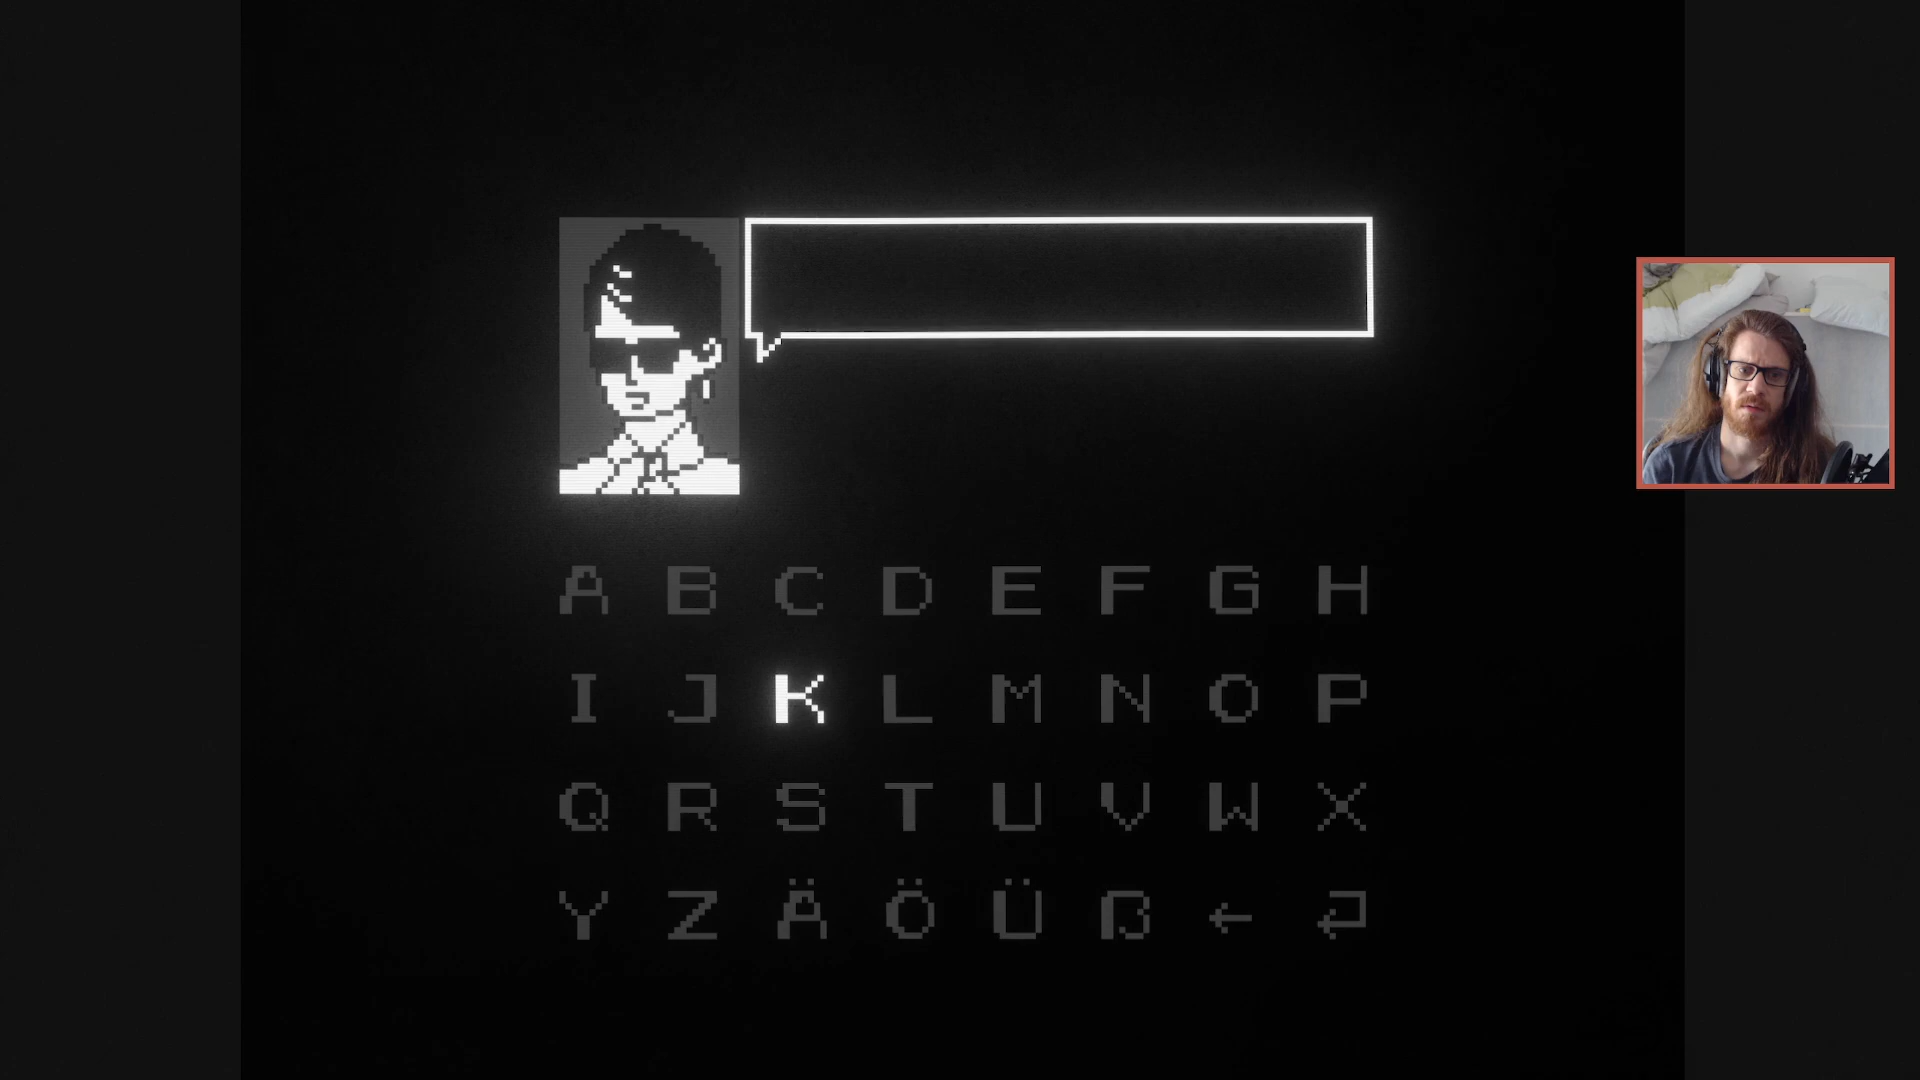 A B C D E F G H
I J K L M N O P
Q R S T U V W X
Y Z Ä Ö Ü ß ← ↵